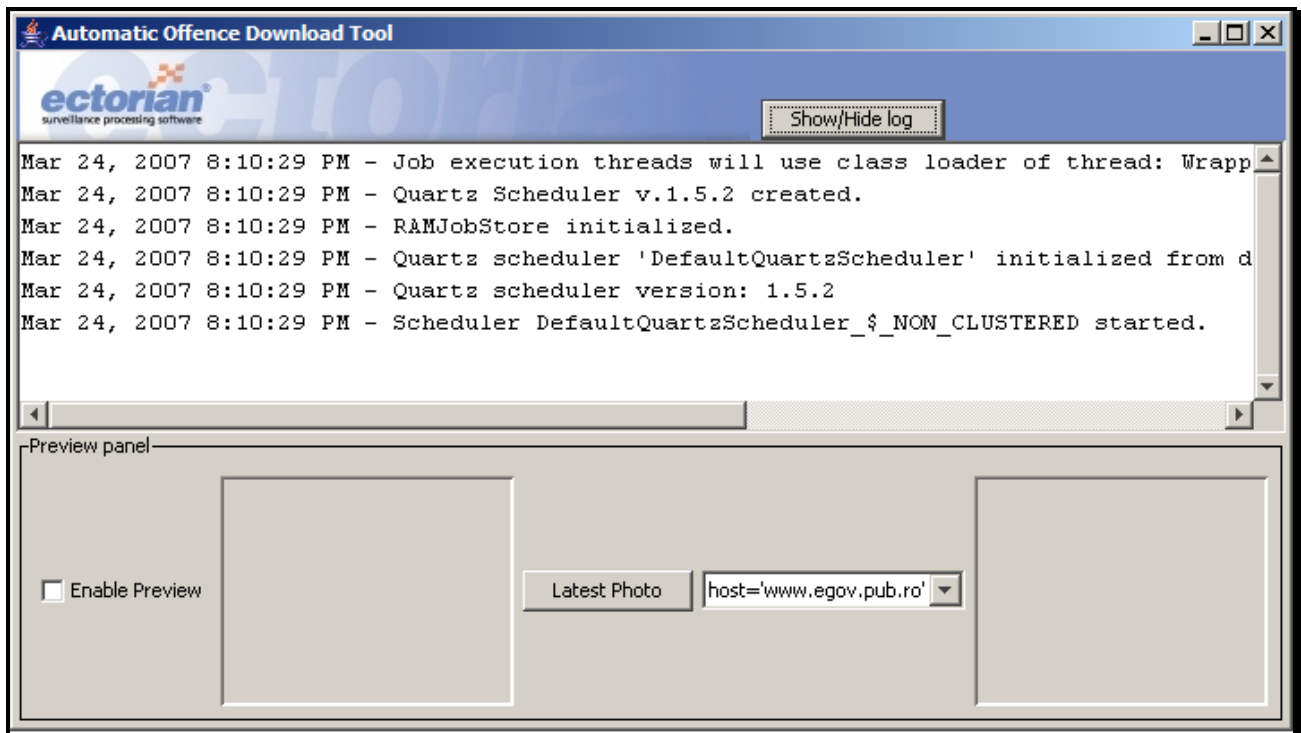 Automatic Offence Download Tool
ectorian®
surveillance processing software
Show/Hide log
Mar 24, 2007 8:10:29 PM - Job execution threads will use class loader of thread: Wrapp
Mar 24, 2007 8:10:29 PM - Quartz Scheduler v.1.5.2 created.
Mar 24, 2007 8:10:29 PM - RAMJobStore initialized.
Mar 24, 2007 8:10:29 PM - Quartz scheduler 'DefaultQuartzScheduler' initialized from d
Mar 24, 2007 8:10:29 PM - Quartz scheduler version: 1.5.2
Mar 24, 2007 8:10:29 PM - Scheduler DefaultQuartzScheduler_$_NON_CLUSTERED started.
Preview panel
Enable Preview
Latest Photo
host='www.egov.pub.ro'